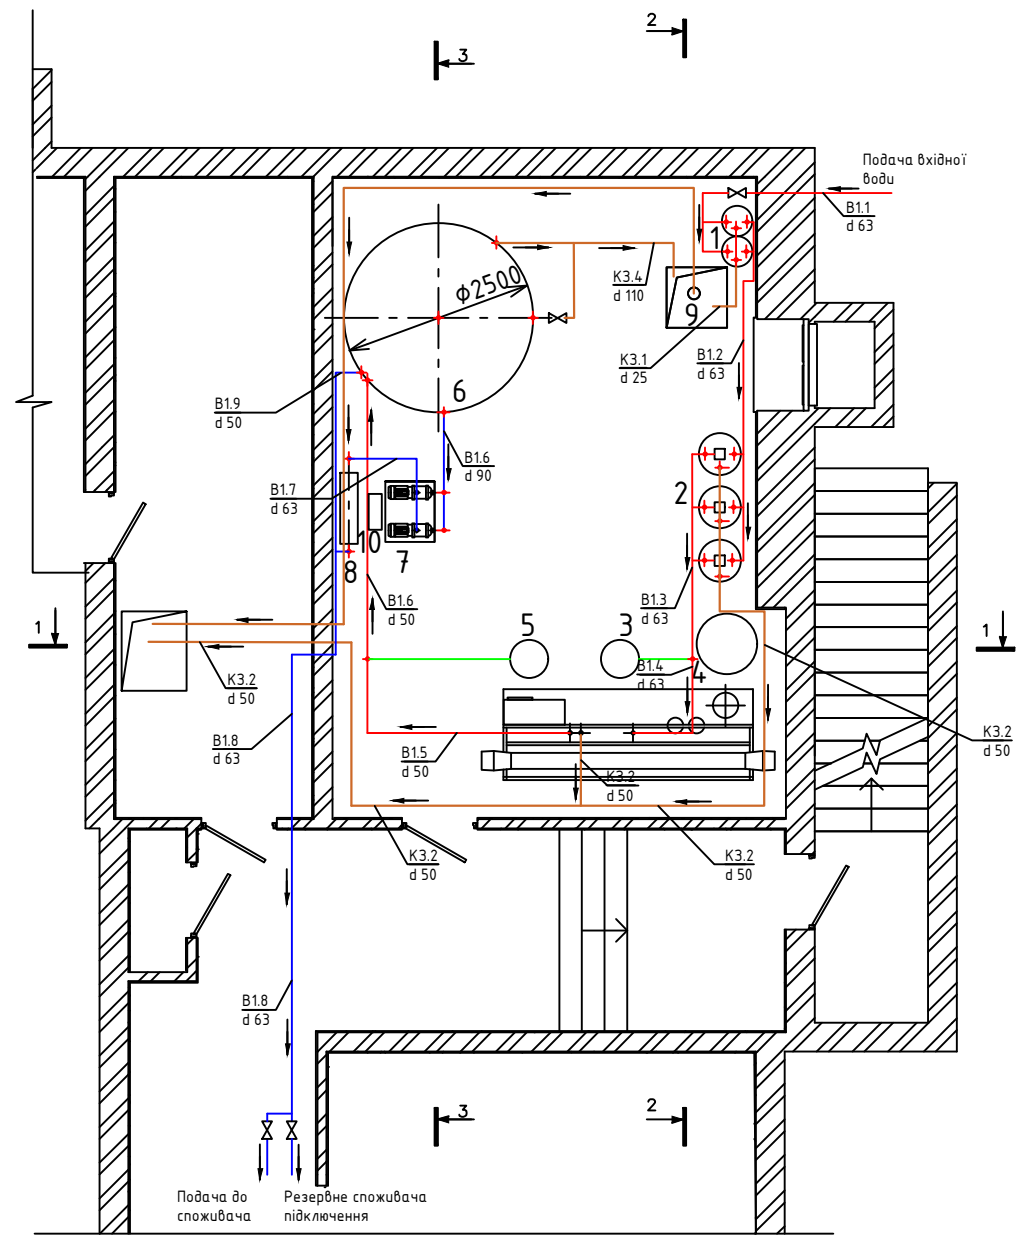 2
3
Подача вхідної
води
В1.1
d 63
1
К3.4
d 110
ф2500
9
К3.1
d 25
В1.2
d 63
В1.9
d 50
6
В1.6
d 90
В1.7
d 63
2
10
7
8
В1.6
d 50
В1.3
d 63
5
3
1
1
В1.4
d 63
4
К3.2
d 50
В1.8
d 63
В1.5
d 50
К3.2
d 50
К3.2
d 50
К3.2
d 50
К3.2
d 50
В1.8
d 63
3
2
Подача до
споживача
Резервне споживача
підключення